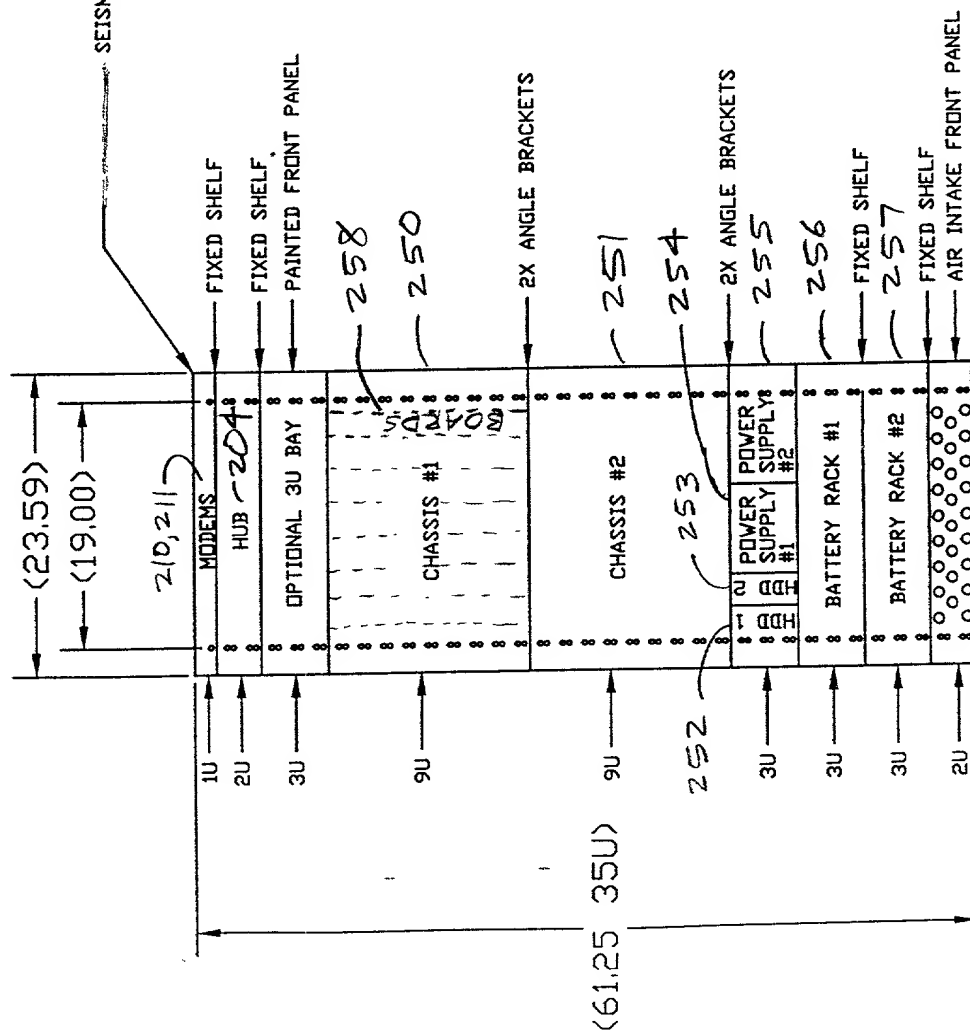 SEISM
(23.59)
(19.00)
210,211
MODEMS
FIXED SHELF
HUB 204
FIXED SHELF
OPTIONAL 3U BAY
PAINTED FRONT PANEL
258
BOARDS
CHASSIS #1
250
2X ANGLE BRACKETS
CHASSIS #2
251
254
253
252
2X ANGLE BRACKETS
HDD 1
HDD 2
POWER SUPPLY #1
POWER SUPPLY #2
255
BATTERY RACK #1
256
FIXED SHELF
BATTERY RACK #2
257
FIXED SHELF
AIR INTAKE FRONT PANEL
1U
2U
3U
9U
9U
3U
3U
3U
2U
(61.25 35U)